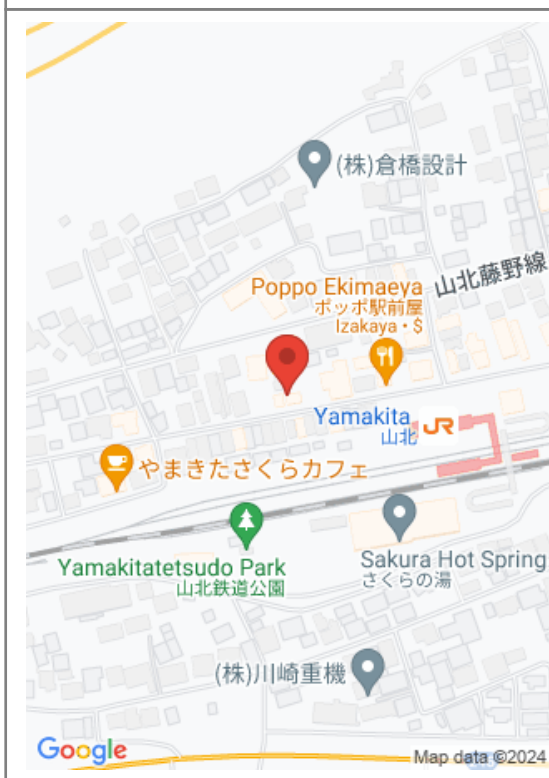 (株)倉橋設計
山北藤野線
Poppo Ekimaeya
ポッポ駅前屋
Izakaya・$
Yamakita
山北
JR
やまきたさくらカフェ
Yamakitatetsudo Park
山北鉄道公園
Sakura Hot Spring
さくらの湯
(株)川崎重機
Google
Map data ©2024